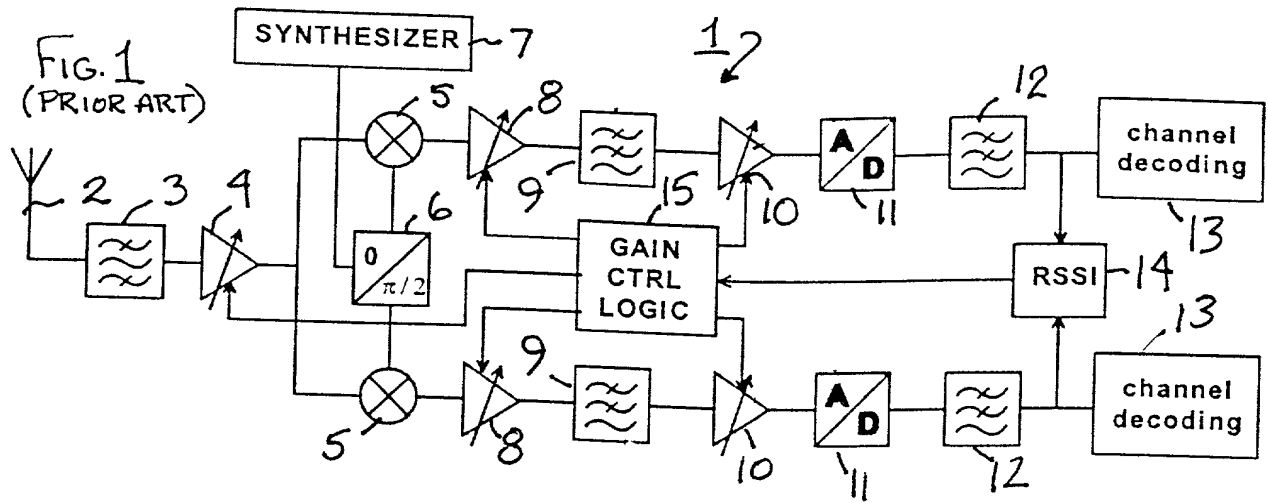 FIG. 1
(PRIOR ART)
SYNTHESIZER
7
1
2
3
4
5
6
0
π/2
8
9
10
A
D
11
12
channel
decoding
13
15
GAIN
CTRL
LOGIC
RSSI
14
5
8
9
10
A
D
11
12
13
channel
decoding